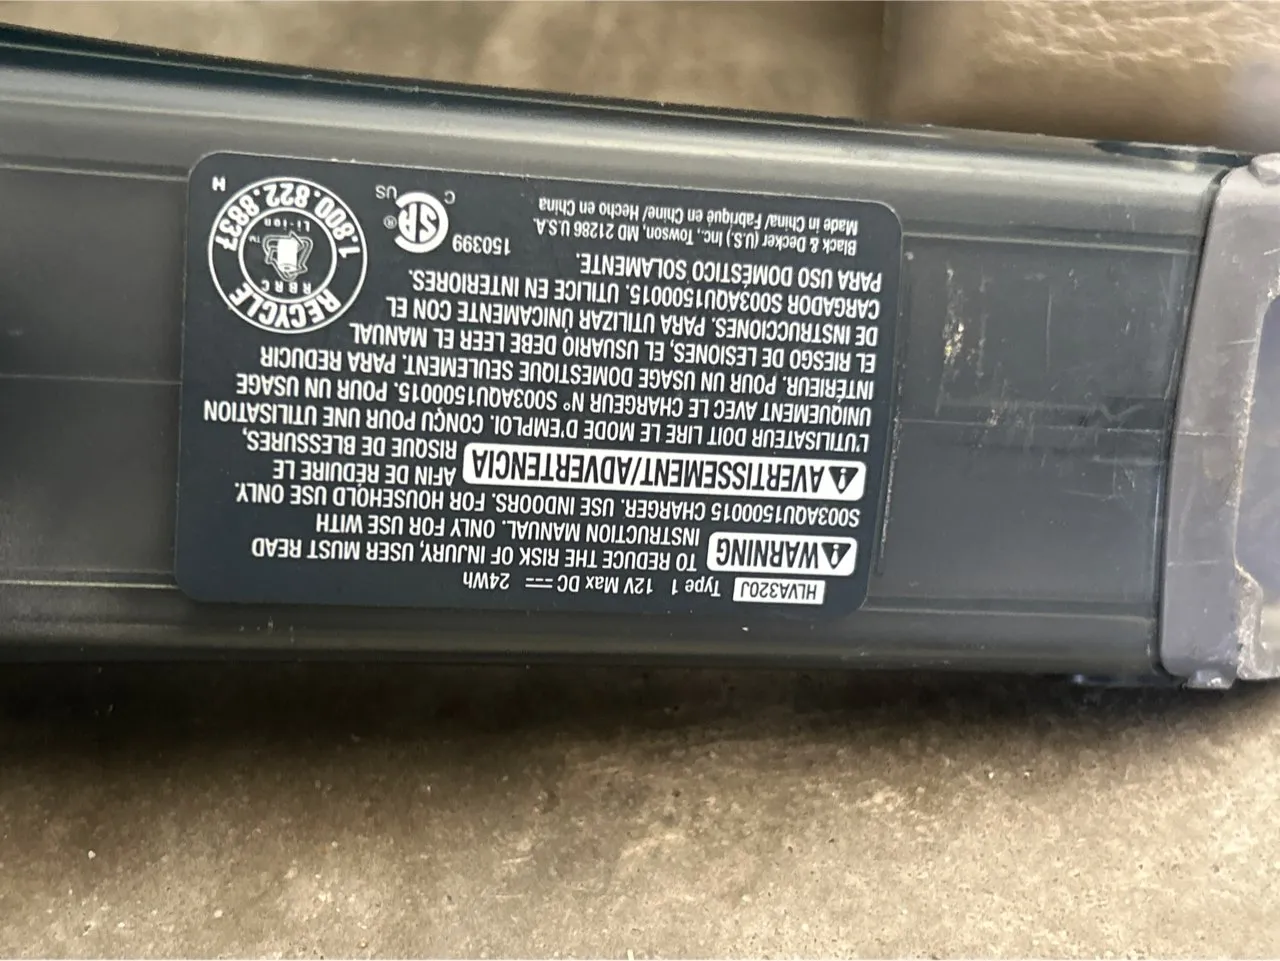 HLVA320J Type 1 12V Max DC 24Wh
WARNING TO REDUCE THE RISK OF INJURY, USER MUST READ
INSTRUCTION MANUAL. ONLY FOR USE WITH
S003AQU1500015 CHARGER. USE INDOORS. FOR HOUSEHOLD USE ONLY.
AVERTISSEMENT/ADVERTENCIA AFIN DE RÉDUIRE LE
RISQUE DE BLESSURES,
L'UTILISATEUR DOIT LIRE LE MODE D'EMPLOI. CONÇU POUR UNE UTILISATION
UNIQUEMENT AVEC LE CHARGEUR N° S003AQU1500015. POUR UN USAGE
INTÉRIEUR. POUR UN USAGE DOMESTIQUE SEULEMENT. PARA REDUCIR
EL RIESGO DE LESIONES, EL USUARIO DEBE LEER EL MANUAL
DE INSTRUCCIONES. PARA UTILIZAR ÚNICAMENTE CON EL
CARGADOR S003AQU1500015. UTILICE EN INTERIORES.
PARA USO DOMÉSTICO SOLAMENTE.
Black & Decker (U.S.) Inc., Towson, MD 21286 U.S.A.
Made in China/ Fabriqué en Chine/ Hecho en China
150399
SA ®
C US
RECYCLE
RBRC
TM
Li-ion
1.800.822.8837
H